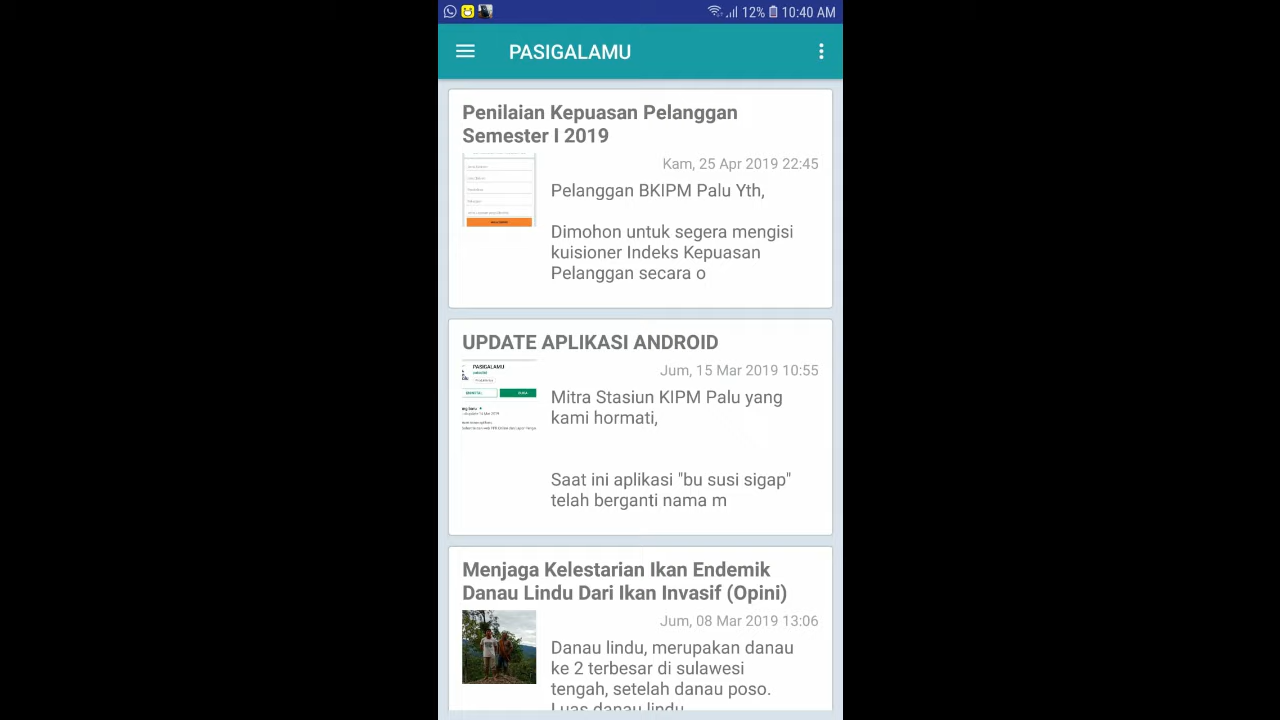 12% 10:40 AM
PASIGALAMU
Penilaian Kepuasan Pelanggan
Semester I 2019
Kam, 25 Apr 2019 22:45
Pelanggan BKIPM Palu Yth,
Dimohon untuk segera mengisi
kuisioner Indeks Kepuasan
Pelanggan secara o
UPDATE APLIKASI ANDROID
PASIGALAMU
Jum, 15 Mar 2019 10:55
Mitra Stasiun KIPM Palu yang
kami hormati,
Saat ini aplikasi "bu susi sigap"
telah berganti nama m
Menjaga Kelestarian Ikan Endemik
Danau Lindu Dari Ikan Invasif (Opini)
Jum, 08 Mar 2019 13:06
Danau lindu, merupakan danau
ke 2 terbesar di sulawesi
tengah, setelah danau poso.
Luas danau lindu